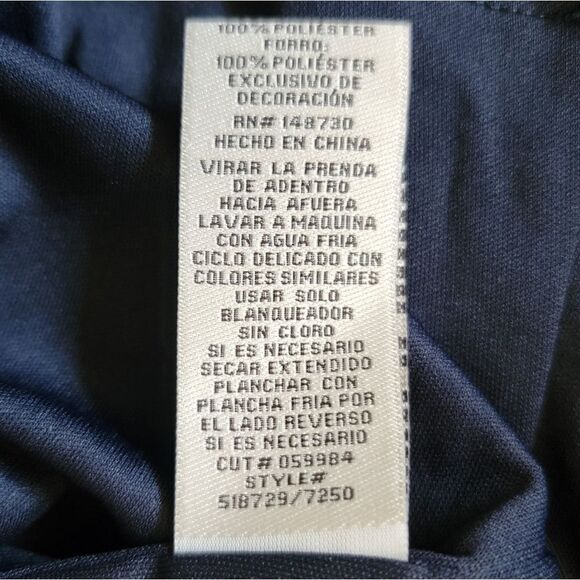 100% POLIÉSTER
FORRO:
100% POLIÉSTER
EXCLUSIVO DE
DECORACIÓN
RN# 148730
HECHO EN CHINA
VIRAR LA PRENDA
DE ADENTRO
HACIA AFUERA
LAVAR A MAQUINA
CON AGUA FRIA
CICLO DELICADO CON
COLORES SIMILARES
USAR SOLO
BLANQUEADOR
SIN CLORO
SI ES NECESARIO
SECAR EXTENDIDO
PLANCHAR CON
PLANCHA FRIA POR
EL LADO REVERSO
SI ES NECESARIO
CUT# 059984
STYLE#
518729/7250